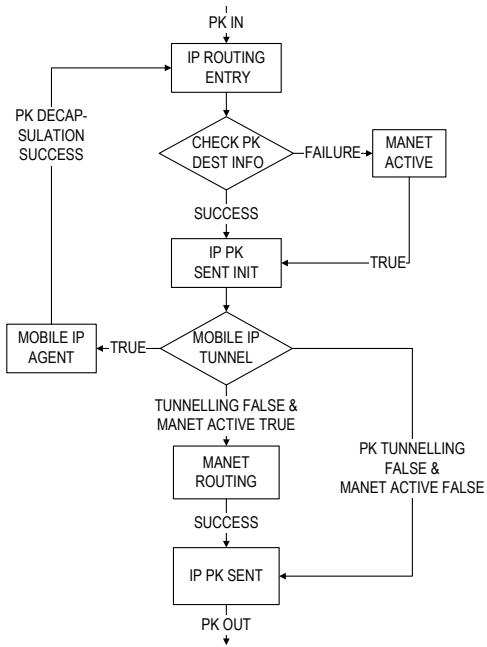 PK IN
IP ROUTING
ENTRY
PK DECAP-
SULATION
SUCCESS
CHECK PK
DEST INFO
FAILURE
MANET
ACTIVE
SUCCESS
IP PK
SENT INIT
TRUE
MOBILE IP
AGENT
TRUE
MOBILE IP
TUNNEL
TUNNELLING FALSE &
MANET ACTIVE TRUE
PK TUNNELLING
FALSE &
MANET ACTIVE FALSE
MANET
ROUTING
SUCCESS
IP PK SENT
PK OUT